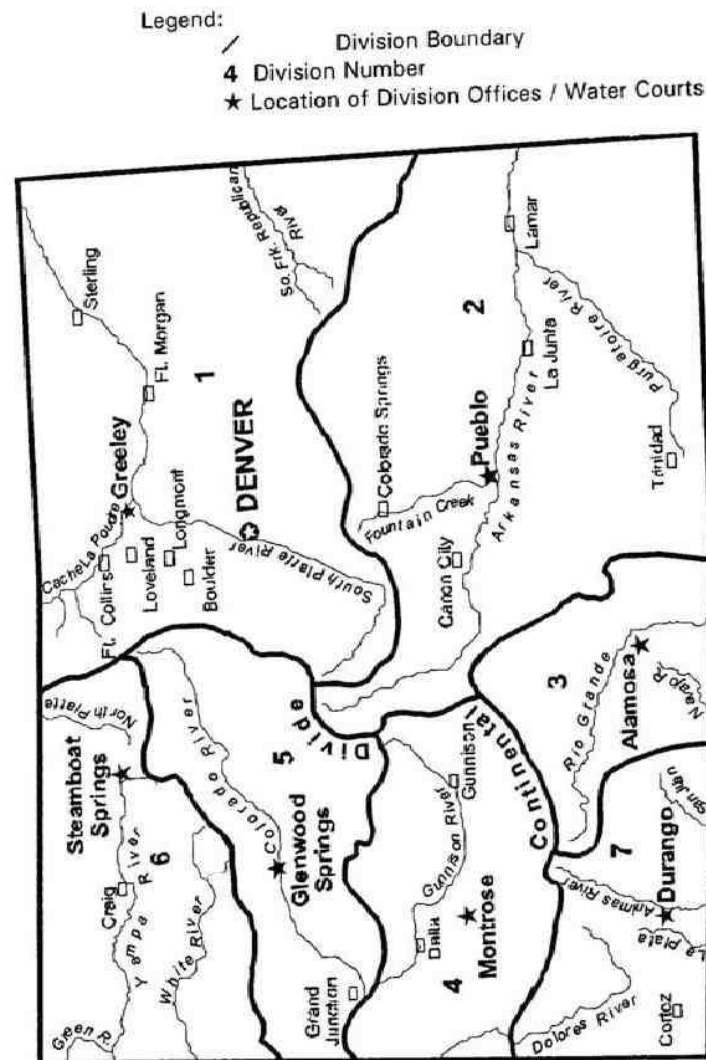 Legend:
Division Boundary
4 Division Number
★ Location of Division Offices / Water Courts
Green R.
Yampa River
Craig
Steamboat
Springs
North Platte
6
White River
Cache La Poudre
Ft. Collins
Greeley
Loveland
Longmont
Boulder
Sterling
Ft. Morgan
1
DENVER
South Platte River
So. Frk. Republican
River
Colorado River
5
Glenwood
Springs
Grand
Junction
Divide
Continental
Colorado Springs
Fountain Creek
Pueblo
2
Canon City
Arkansas River
La Junta
Lamar
Purgatoire River
Trinidad
Gunnison
Gunnison River
Montrose
4
Dolores River
Rio Grande
3
Alamosa
Navajo R.
7
Animas River
Durango
La Plata
San Juan